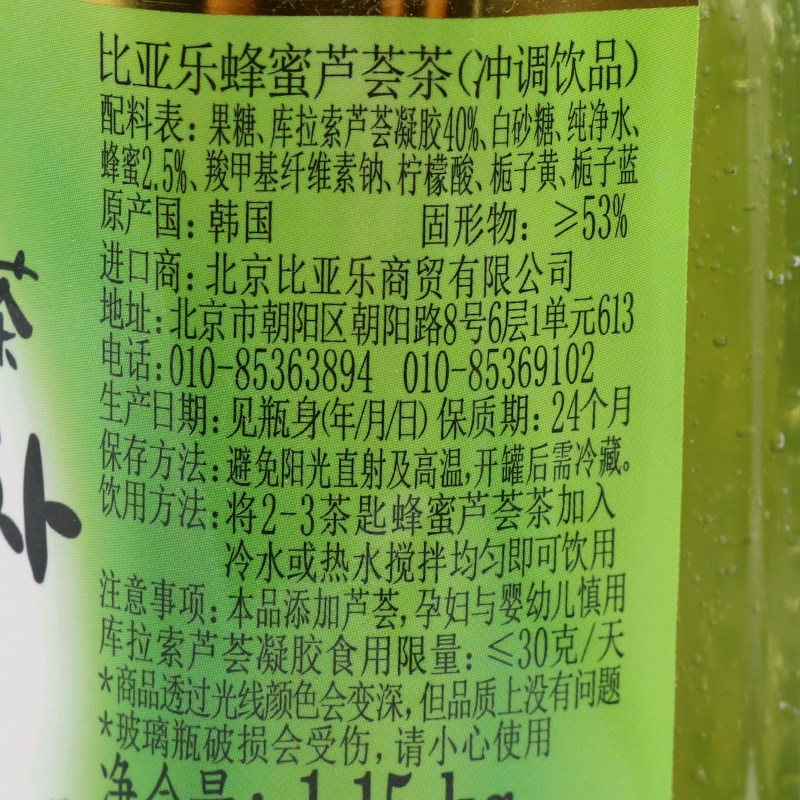 比亚乐蜂蜜芦荟茶(冲调饮品)
配料表：果糖、库拉索芦荟凝胶40%、白砂糖、纯净水、
蜂蜜2.5%、羧甲基纤维素钠、柠檬酸、栀子黄、栀子蓝
原产国：韩国 固形物：≥53%
进口商：北京比亚乐商贸有限公司
地址：北京市朝阳区朝阳路8号6层1单元613
电话：010-85363894 010-85369102
生产日期：见瓶身(年/月/日) 保质期：24个月
保存方法：避免阳光直射及高温,开罐后需冷藏。
饮用方法：将2-3茶匙蜂蜜芦荟茶加入
冷水或热水搅拌均匀即可饮用
注意事项：本品添加芦荟,孕妇与婴幼儿慎用
库拉索芦荟凝胶食用限量：≤30克/天
*商品透过光线颜色会变深,但品质上没有问题
*玻璃瓶破损会受伤,请小心使用
净含量：1.15 kg
茶